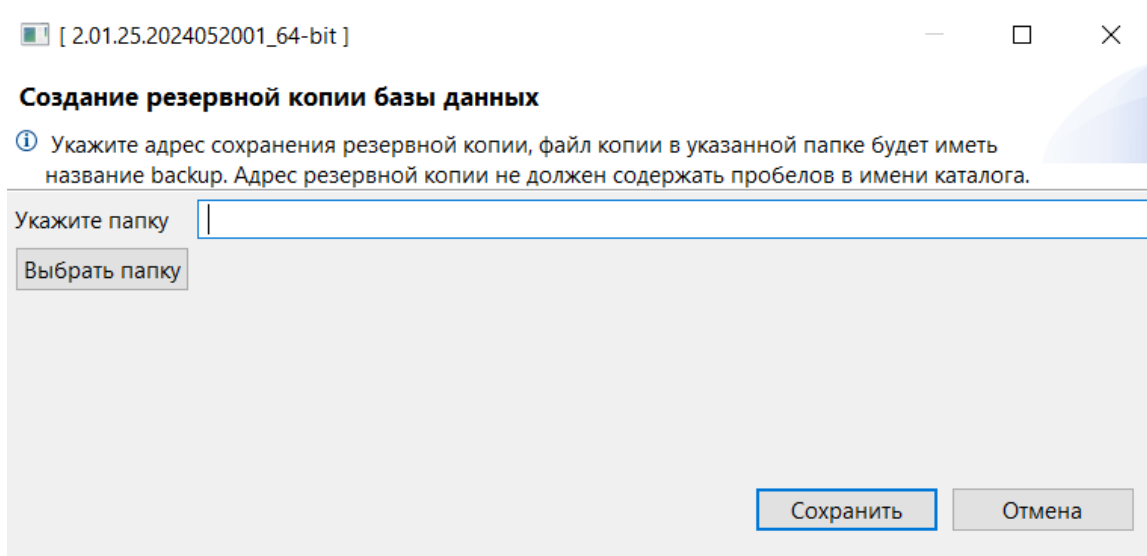 [ 2.01.25.2024052001_64-bit ]
Создание резервной копии базы данных
Укажите адрес сохранения резервной копии, файл копии в указанной папке будет иметь
название backup. Адрес резервной копии не должен содержать пробелов в имени каталога.
Укажите папку
Выбрать папку
Сохранить
Отмена